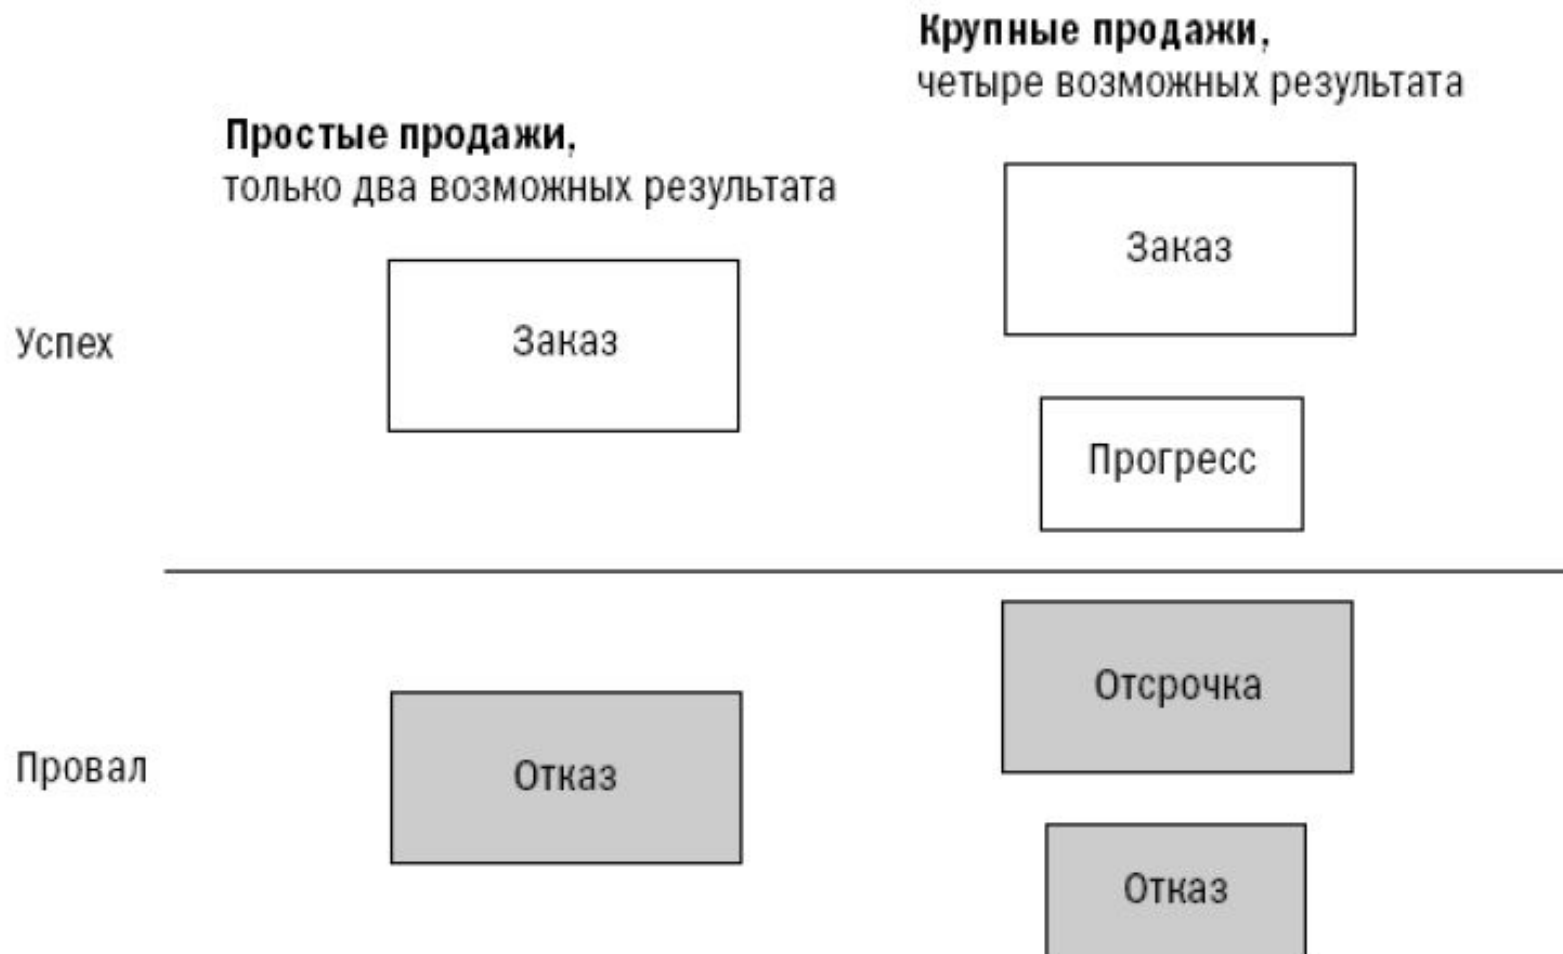 Крупные продажи,
четыре возможных результата
Простые продажи,
только два возможных результата
Заказ
Успех
Заказ
Прогресс
Отсрочка
Провал
Отказ
Отказ